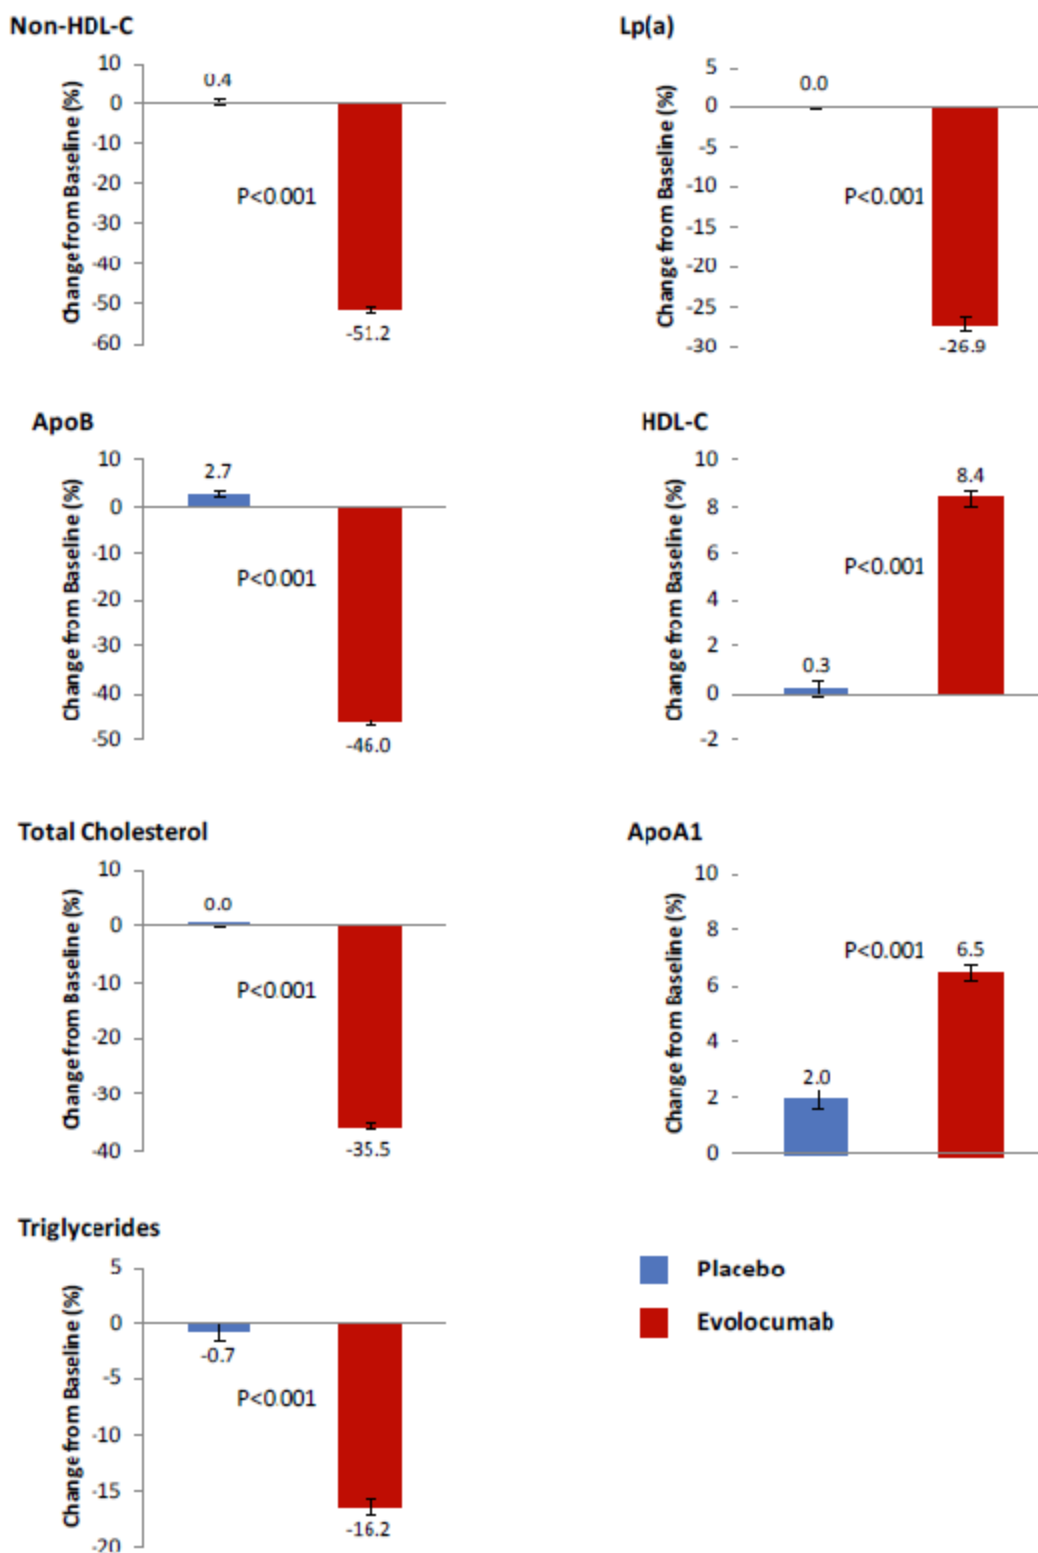 Non-HDL-C
Change from Baseline (%)
10
0
-10
-20
-30
-40
-50
-60
0.4
P<0.001
-51.2
Lp(a)
Change from Baseline (%)
5
0
-5
-10
-15
-20
-25
-30
0.0
P<0.001
-26.9
ApoB
Change from Baseline (%)
10
0
-10
-20
-30
-40
-50
2.7
P<0.001
-46.0
HDL-C
Change from Baseline (%)
10
8
6
4
2
0
-2
8.4
P<0.001
0.3
Total Cholesterol
Change from Baseline (%)
10
0
-10
-20
-30
-40
0.0
P<0.001
-35.5
ApoA1
Change from Baseline (%)
10
8
6
4
2
0
P<0.001
6.5
2.0
Triglycerides
Change from Baseline (%)
5
0
-5
-10
-15
-20
-0.7
P<0.001
-16.2
Placebo
Evolocumab